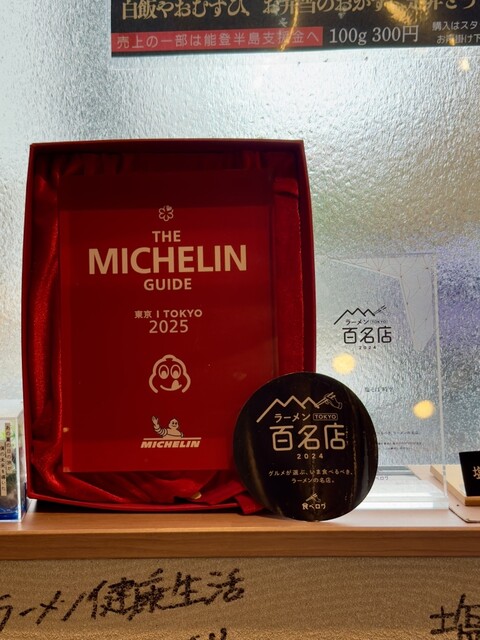 白飯やおむすび、お弁当のおかず
売上の一部は能登半島支援金へ 100g 300円
購入はスタ
THE
MICHELIN
GUIDE
東京 | TOKYO
2025
MICHELIN
ラーメン TOKYO
百名店
2024
ラーメン TOKYO
百名店
2024
グルメが選ぶ、いま食べるべき、
ラーメンの名店。
食べログ
ラーメン健康生活
塩